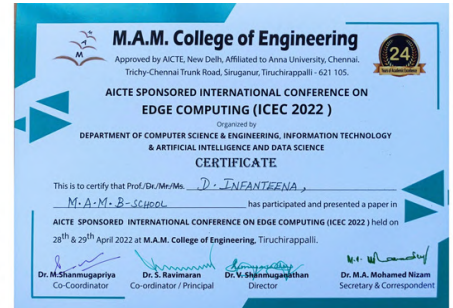 M.A.M. College of Engineering
Approved by AICTE, New Delh, Affiliated to Anna University, Chennai.
Trichy-Chennai Trunk Road, Siruganur, Tiruchirappalli - 621 105.
24
Years of Academic Excellence
AICTE SPONSORED INTERNATIONAL CONFERENCE ON
EDGE COMPUTING (ICEC 2022 )
Organized by
DEPARTMENT OF COMPUTER SCIENCE & ENGINEERING, INFORMATION TECHNOLOGY
& ARTIFICIAL INTELLIGENCE AND DATA SCIENCE
CERTIFICATE
This is to certify that Prof./Dr./Mr./Ms. D. INFANTEENA,
M.A.M. B-SCHOOL has participated and presented a paper in
AICTE SPONSORED INTERNATIONAL CONFERENCE ON EDGE COMPUTING (ICEC 2022 ) held on
28th & 29th April 2022 at M.A.M. College of Engineering, Tiruchirappalli.
Dr. M.Shanmugapriya
Co-Coordinator
Dr. S. Ravimaran
Co-ordinator / Principal
Dr. V. Shanmuganathan
Director
Dr. M.A. Mohamed Nizam
Secretary & Correspondent